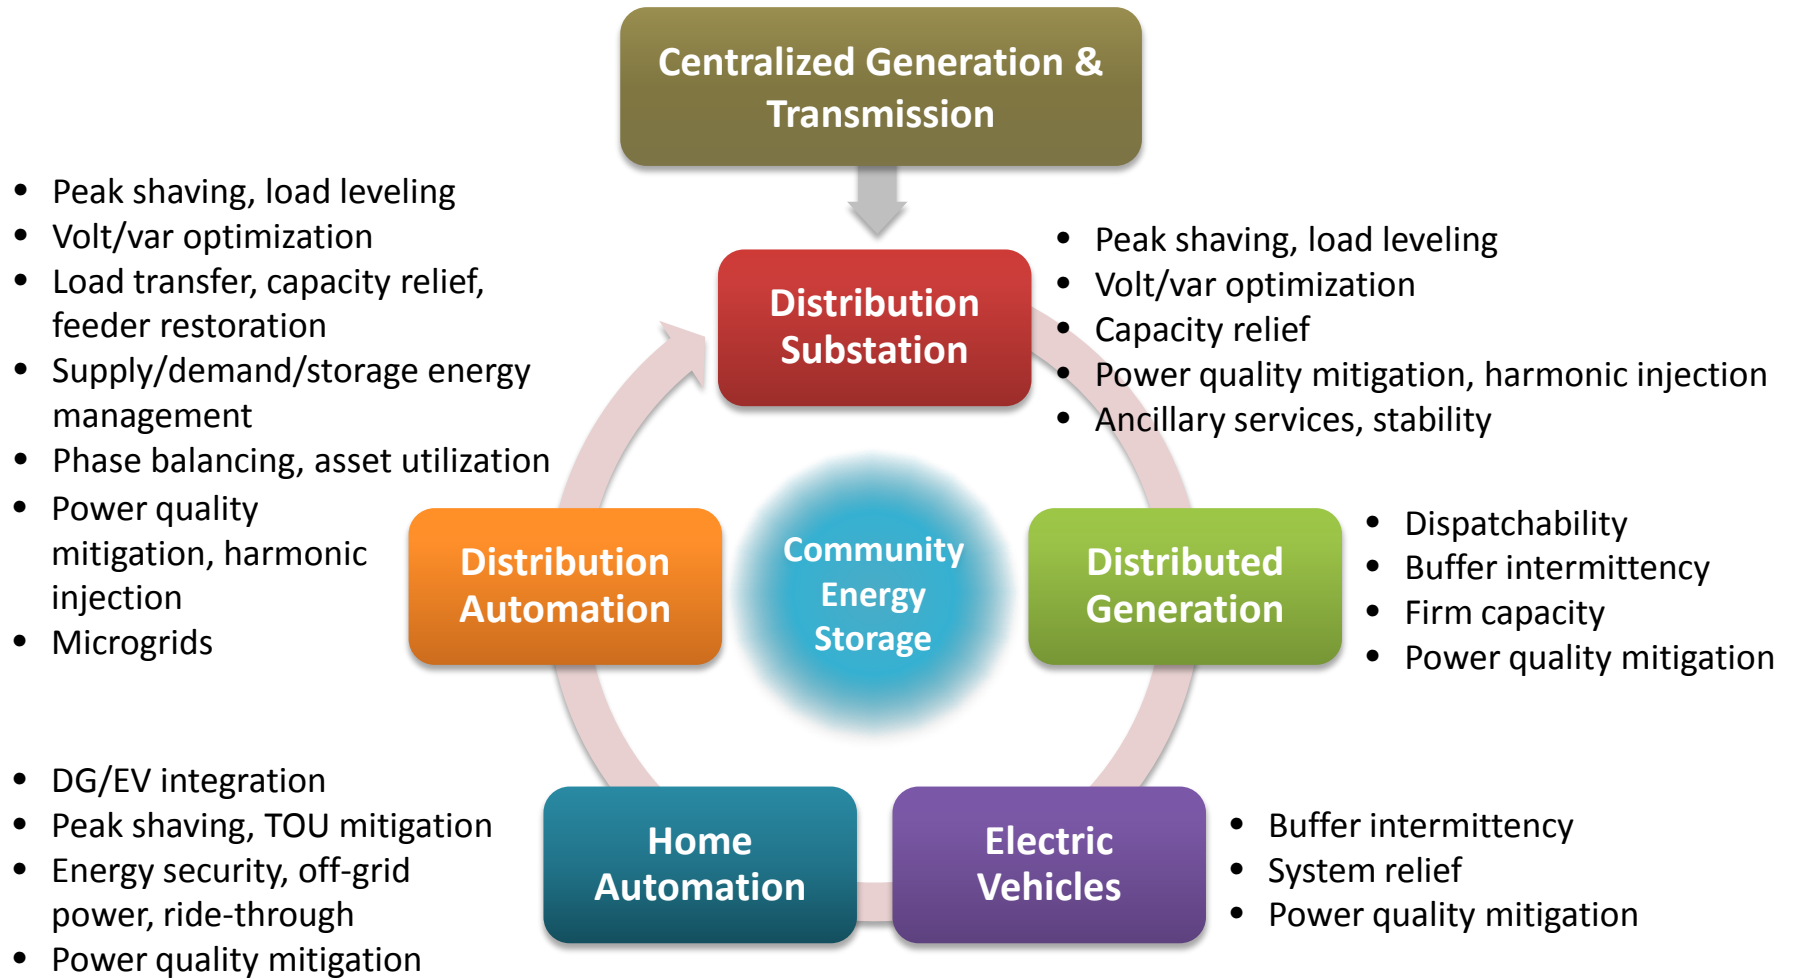 Centralized Generation &
Transmission
• Peak shaving, load leveling
• Volt/var optimization
• Load transfer, capacity relief,
feeder restoration
• Supply/demand/storage energy
management
• Phase balancing, asset utilization
• Power quality
mitigation, harmonic
injection
• Microgrids
Distribution
Substation
• Peak shaving, load leveling
• Volt/var optimization
• Capacity relief
• Power quality mitigation, harmonic injection
• Ancillary services, stability
Distribution
Automation
Community
Energy
Storage
Distributed
Generation
• Dispatchability
• Buffer intermittency
• Firm capacity
• Power quality mitigation
• DG/EV integration
• Peak shaving, TOU mitigation
• Energy security, off-grid
power, ride-through
• Power quality mitigation
Home
Automation
Electric
Vehicles
• Buffer intermittency
• System relief
• Power quality mitigation